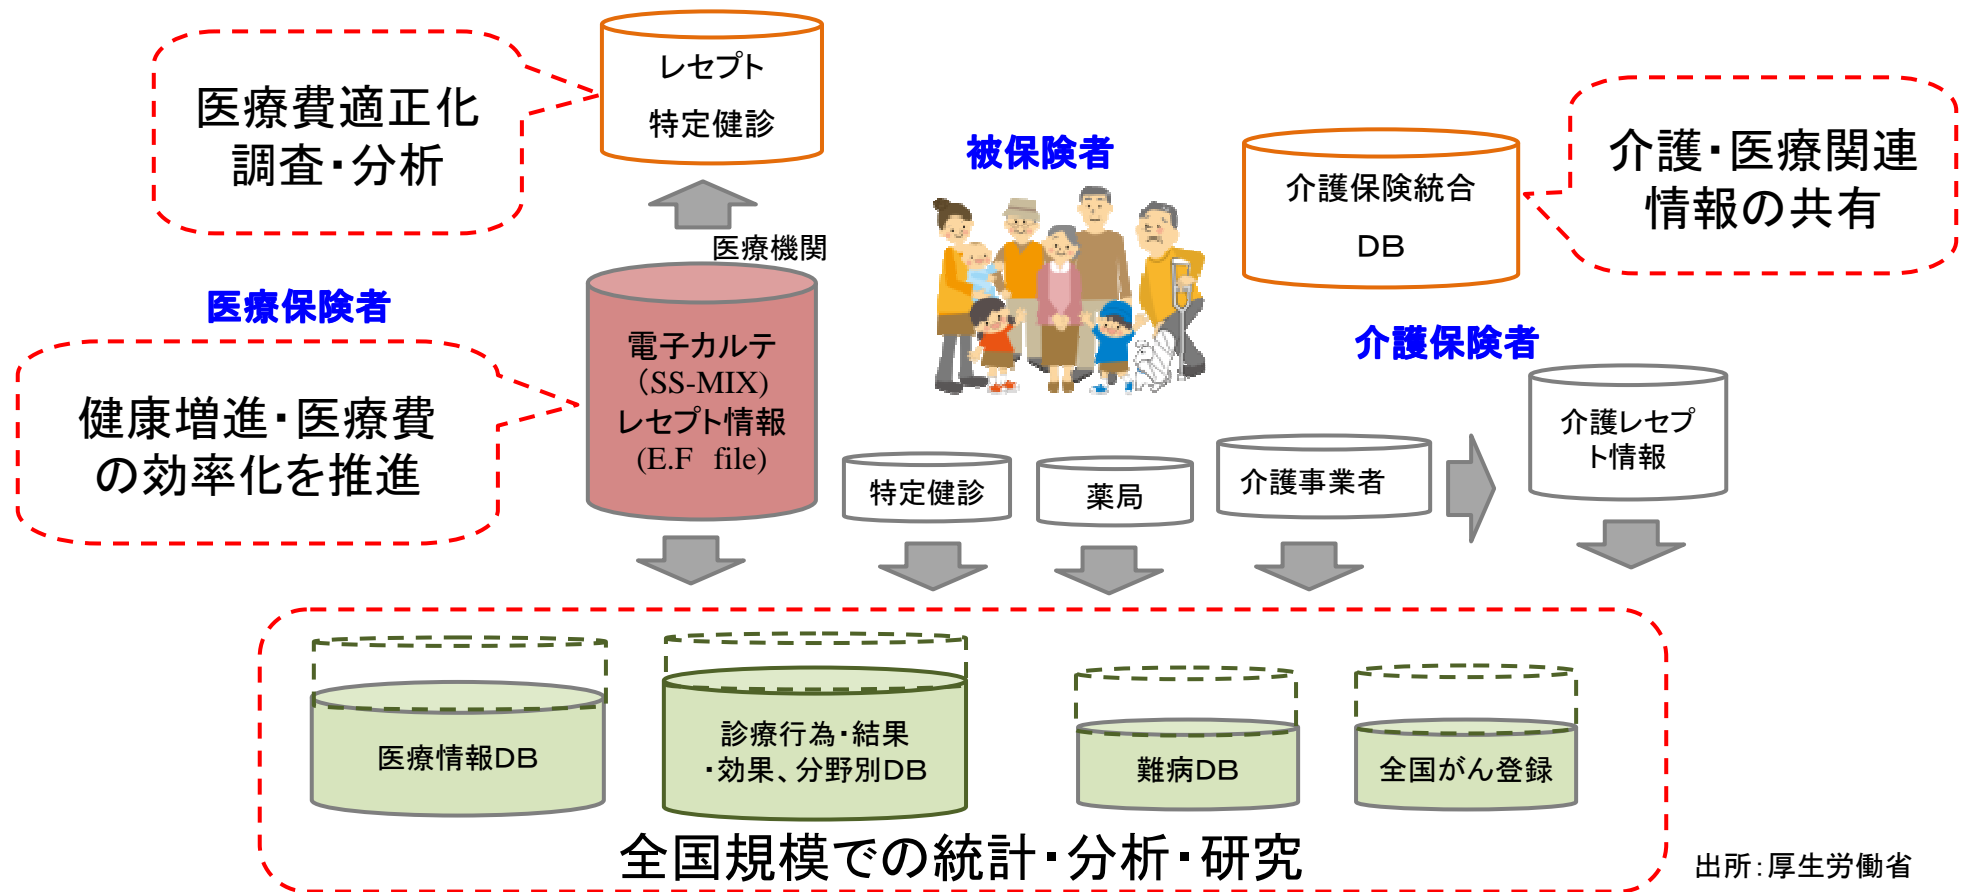 レセプト
特定健診
医療費適正化
調査・分析
被保険者
介護保険統合
DB
介護・医療関連
情報の共有
医療機関
医療保険者
電子カルテ
（SS-MIX)
レセプト情報
(E.F file)
介護保険者
健康増進・医療費
の効率化を推進
特定健診
薬局
介護事業者
介護レセプ
ト情報
医療情報DB
診療行為・結果
・効果、分野別DB
難病DB
全国がん登録
全国規模での統計・分析・研究
出所：厚生労働省